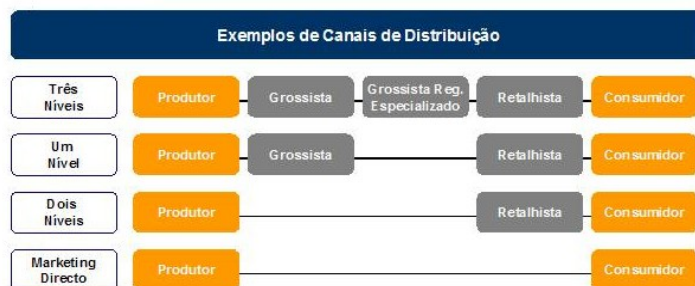 Exemplos de Canais de Distribuição
Três
Níveis
Produtor
Grossista
Grossista Reg.
Especializado
Retalhista
Consumidor
Um
Nível
Produtor
Grossista
Retalhista
Consumidor
Dois
Níveis
Produtor
Retalhista
Consumidor
Marketing
Directo
Produtor
Consumidor